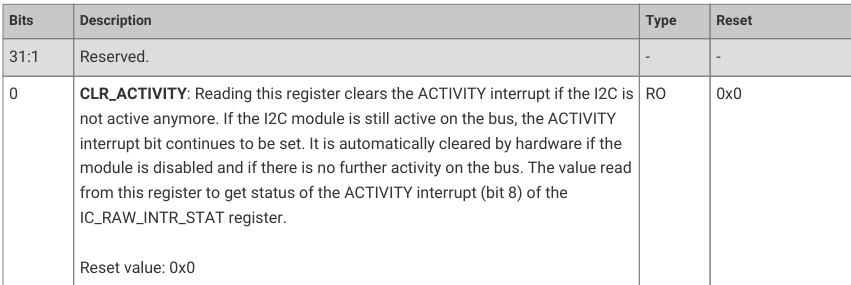 Bits Description Type Reset
31:1 Reserved. - -
0 CLR_ACTIVITY: Reading this register clears the ACTIVITY interrupt if the I2C is RO 0x0
not active anymore. If the I2C module is still active on the bus, the ACTIVITY
interrupt bit continues to be set. It is automatically cleared by hardware if the
module is disabled and if there is no further activity on the bus. The value read
from this register to get status of the ACTIVITY interrupt (bit 8) of the
IC_RAW_INTR_STAT register.
Reset value: 0x0